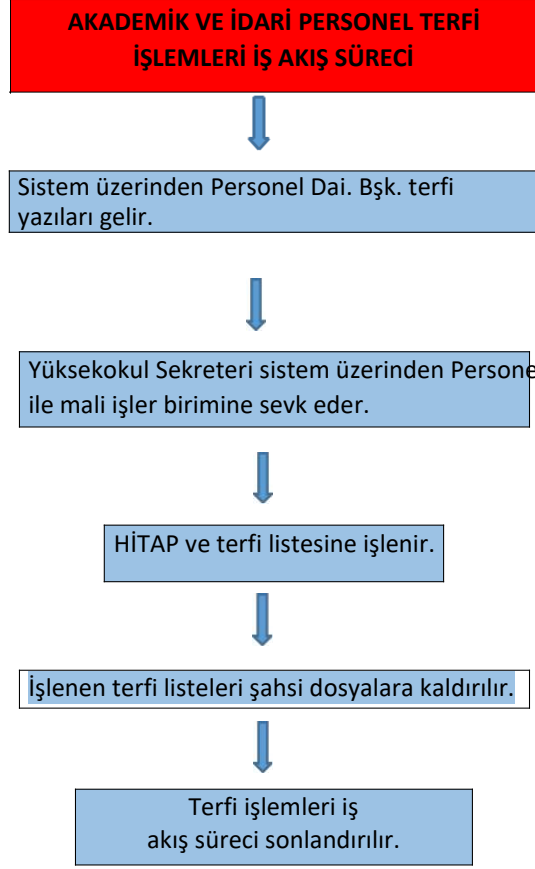 AKADEMİK VE İDARİ PERSONEL TERFİ
İŞLEMLERİ İŞ AKIŞ SÜRECİ
Sistem üzerinden Personel Dai. Bşk. terfi
yazıları gelir.
Yüksekokul Sekreteri sistem üzerinden Persone
ile mali işler birimine sevk eder.
HİTAP ve terfi listesine işlenir.
İşlenen terfi listeleri şahsi dosyalara kaldırılır.
Terfi işlemleri iş
akış süreci sonlandırılır.